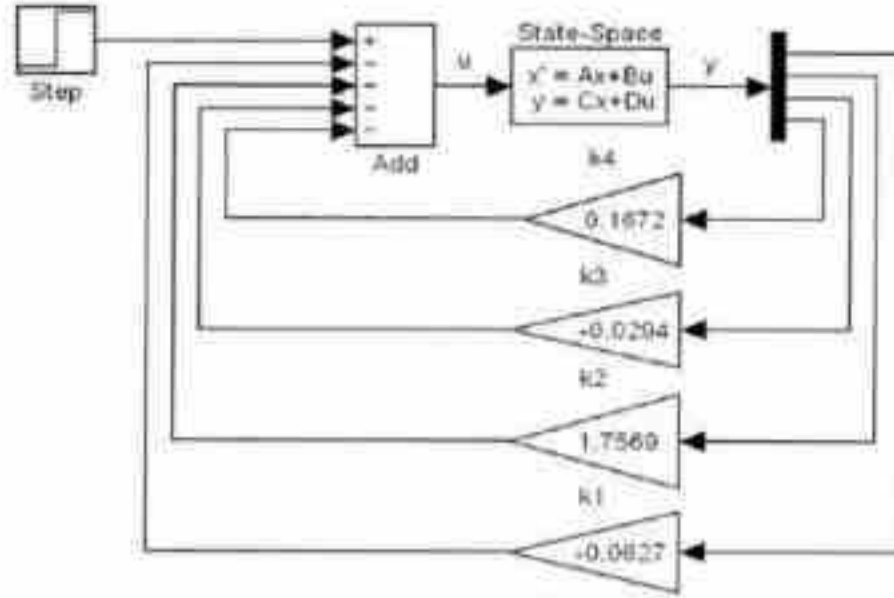 Step
+
−
−
−
−
Add
u
State-Space
x' = Ax+Bu
y = Cx+Du
y
k4
0.1672
k3
-0.0204
k2
1.7569
k1
-0.0827